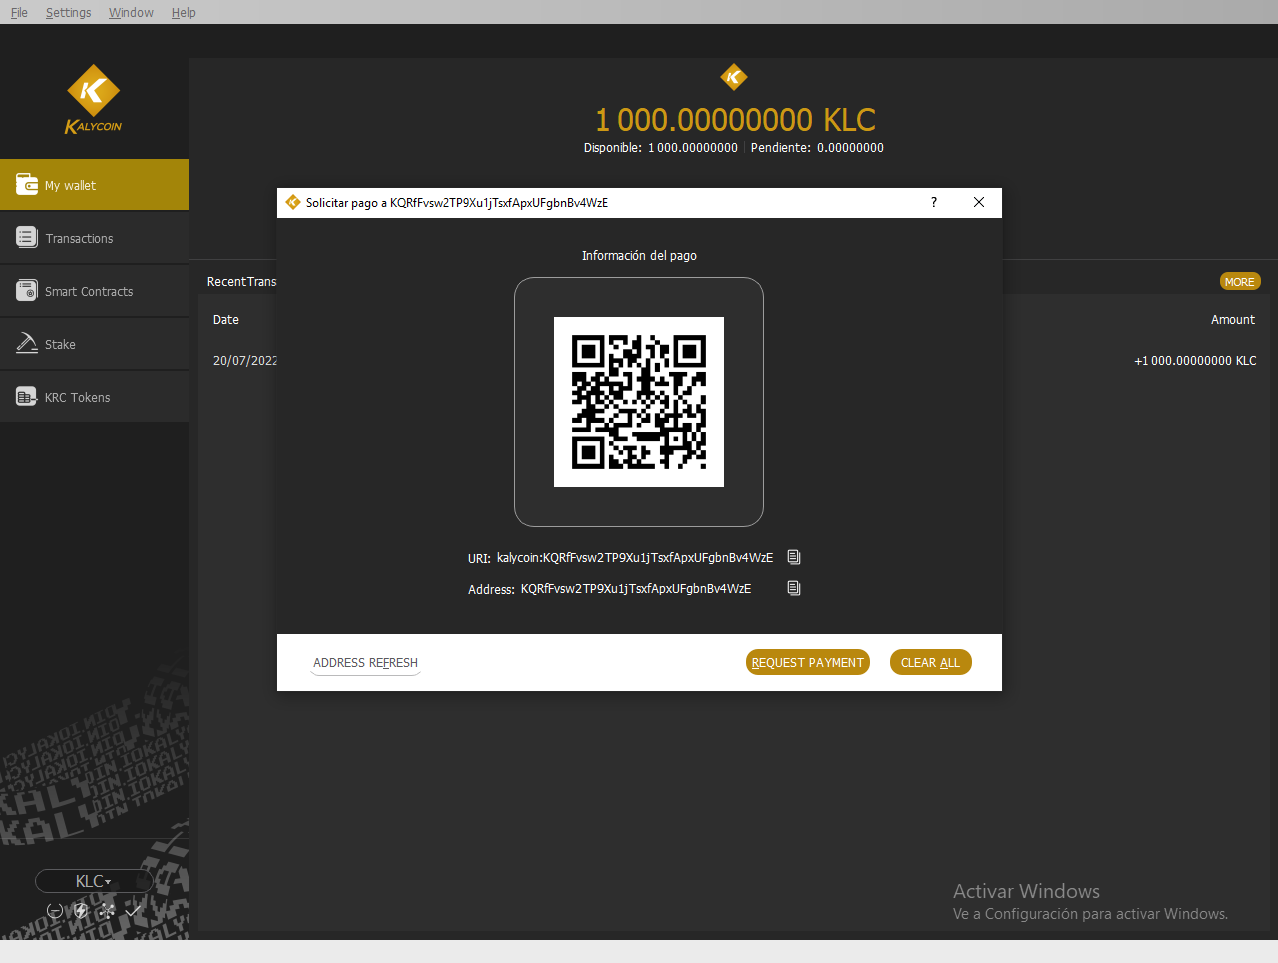 File Settings Window Help
KALYCOIN
1 000.00000000 KLC
Disponible: 1 000.00000000 Pendiente: 0.00000000
My wallet
Transactions
Smart Contracts
Stake
KRC Tokens
RecentTrans
MORE
Date
Amount
20/07/2022
+1 000.00000000 KLC
Solicitar pago a KQRfFvsw2TP9Xu1jTsxfApxUFgbnBv4WzE
?
Información del pago
URI: kalycoin:KQRfFvsw2TP9Xu1jTsxfApxUFgbnBv4WzE
Address: KQRfFvsw2TP9Xu1jTsxfApxUFgbnBv4WzE
ADDRESS REFRESH
REQUEST PAYMENT
CLEAR ALL
KLC
Activar Windows
Ve a Configuración para activar Windows.